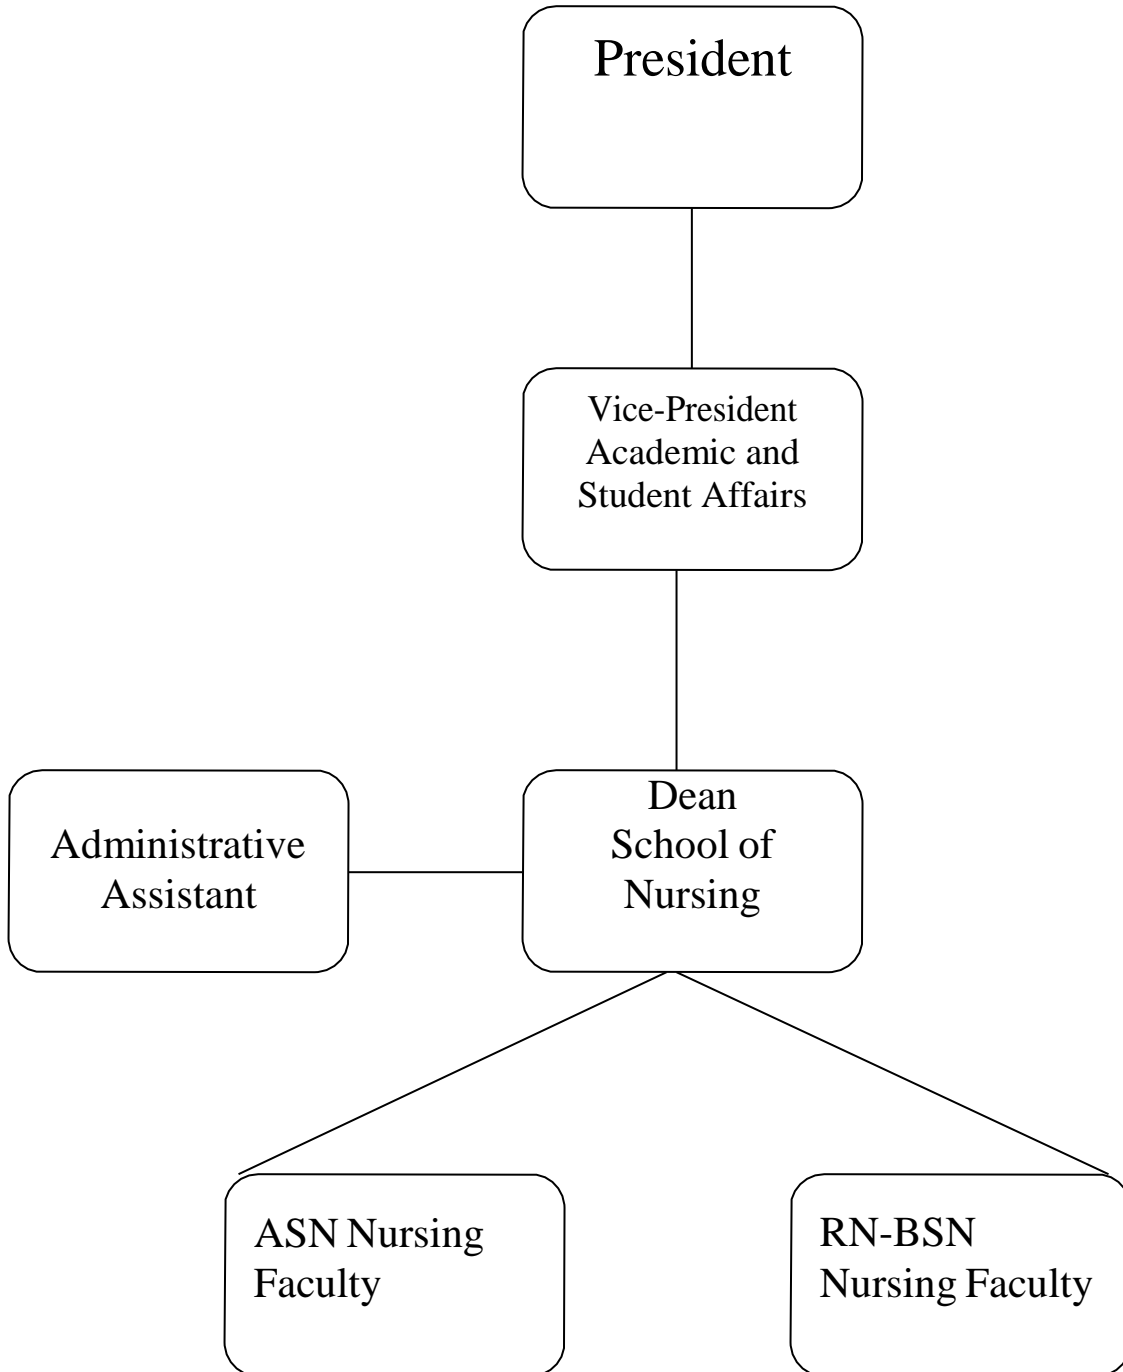 President
Vice-President
Academic and
Student Affairs
Administrative
Assistant
Dean
School of
Nursing
ASN Nursing
Faculty
RN-BSN
Nursing Faculty